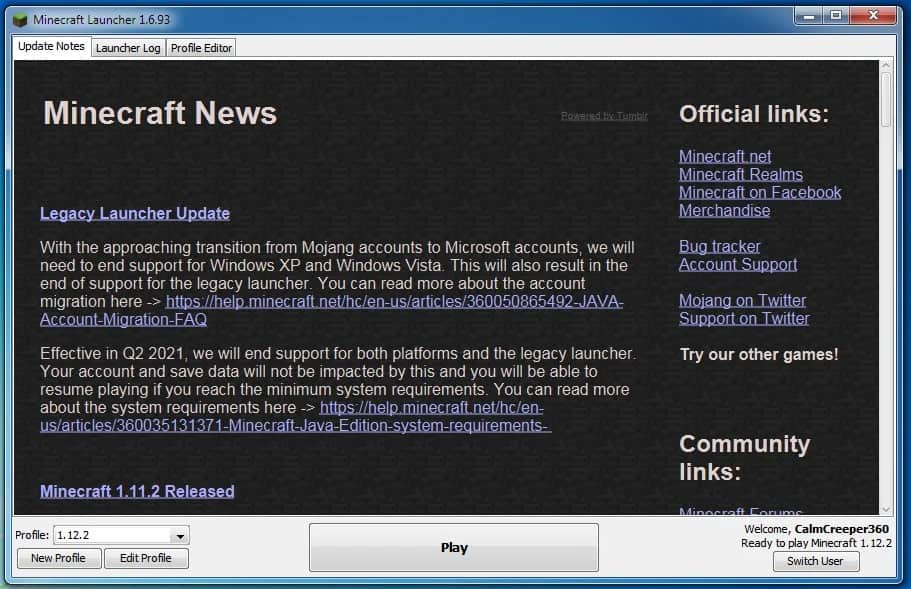 Minecraft Launcher 1.6.93
Update Notes
Launcher Log
Profile Editor
Minecraft News
Powered by Tumblr
Legacy Launcher Update
With the approaching transition from Mojang accounts to Microsoft accounts, we will
need to end support for Windows XP and Windows Vista. This will also result in the
end of support for the legacy launcher. You can read more about the account
migration here -> https://help.minecraft.net/hc/en-us/articles/360050865492-JAVA-
Account-Migration-FAQ
Effective in Q2 2021, we will end support for both platforms and the legacy launcher.
Your account and save data will not be impacted by this and you will be able to
resume playing if you reach the minimum system requirements. You can read more
about the system requirements here -> https://help.minecraft.net/hc/en-
us/articles/360035131371-Minecraft-Java-Edition-system-requirements-
Minecraft 1.11.2 Released
Official links:
Minecraft.net
Minecraft Realms
Minecraft on Facebook
Merchandise
Bug tracker
Account Support
Mojang on Twitter
Support on Twitter
Try our other games!
Community
links:
Minecraft Forums
Profile:
1.12.2
New Profile
Edit Profile
Play
Welcome, CalmCreeper360
Ready to play Minecraft 1.12.2
Switch User